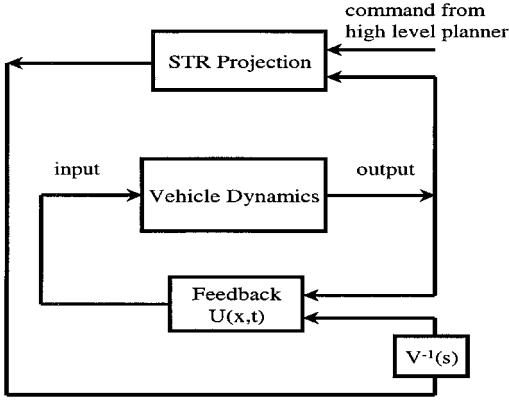 command from
high level planner
STR Projection
input
Vehicle Dynamics
output
Feedback
U(x,t)
V⁻¹(s)